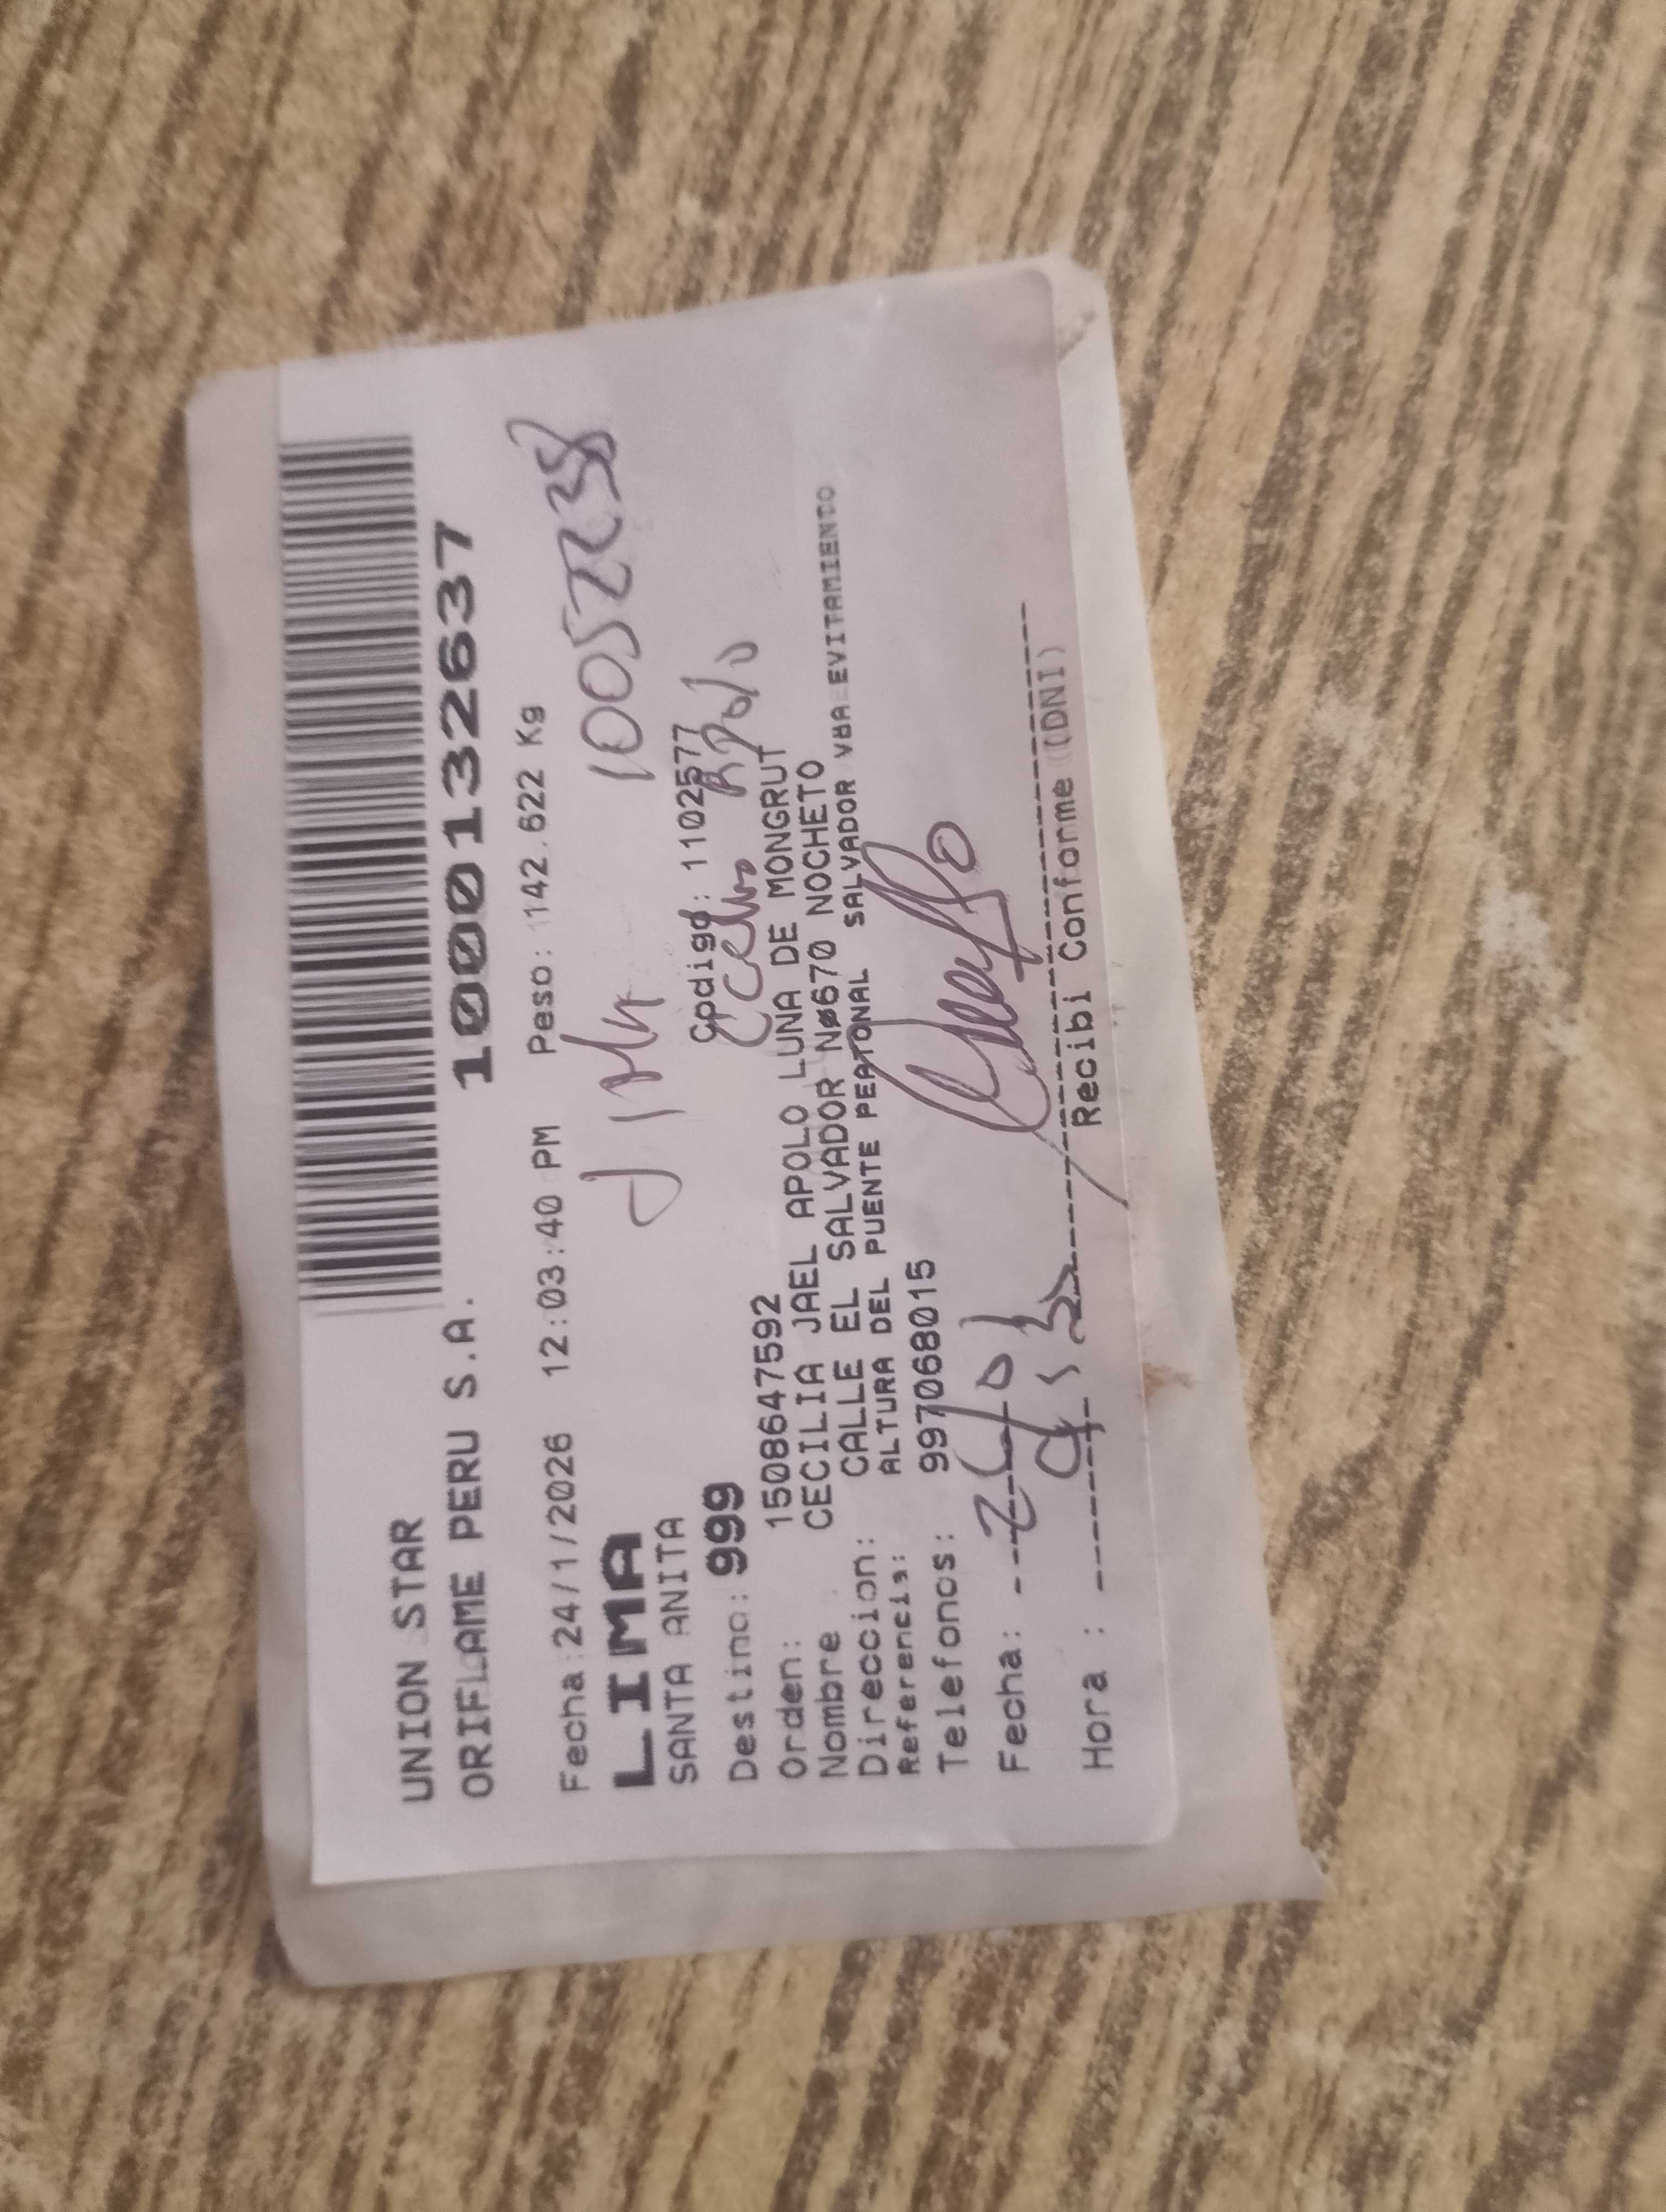 UNION STAR
ORIFLAME PERU S.A. 1000132637
Fecha:24/1/2026 12:03:40 PM Peso: 142.622 Kg
LIMA
SANTA ANITA
10052238
Destino: 999 Codigo: 1102577
Orden: 1508647592
Nombre : CECILIA JAEL APOLO LUNA DE MONGRUT
Direccion: CALLE EL SALVADOR Nø670 NOCHETO
Referencia: ALTURA DEL PUENTE PEATONAL SALVADOR VBA EVITAMIENTO
Telefonos: 997068015
Fecha:
Hora :
Recibi Conforme (DNI)